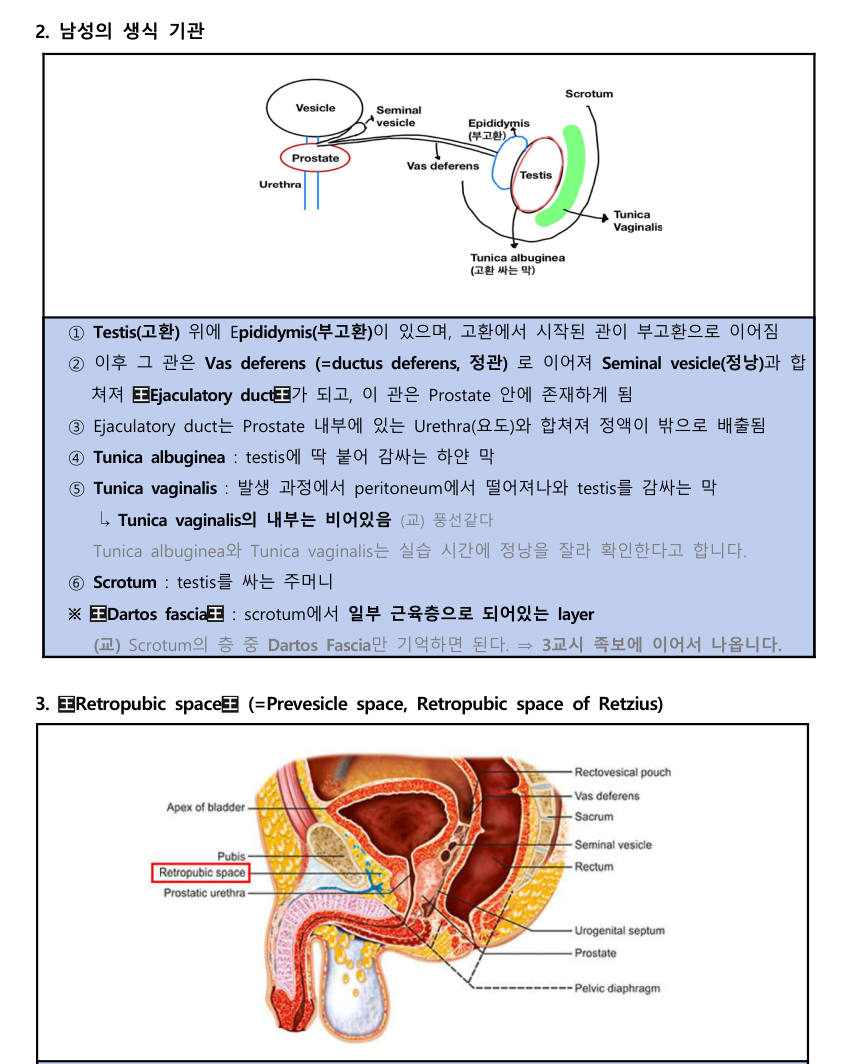 2. 남성의 생식 기관
Vesicle
Seminal
vesicle
Scrotum
Epididymis
(부고환)
Prostate
Vas deferens
Testis
Urethra
Tunica
Vaginalis
Tunica albuginea
(고환 싸는 막)
① Testis(고환) 위에 Epididymis(부고환)이 있으며, 고환에서 시작된 관이 부고환으로 이어짐
② 이후 그 관은 Vas deferens (=ductus deferens, 정관) 로 이어져 Seminal vesicle(정낭)과 합
쳐져 王Ejaculatory duct王가 되고, 이 관은 Prostate 안에 존재하게 됨
③ Ejaculatory duct는 Prostate 내부에 있는 Urethra(요도)와 합쳐져 정액이 밖으로 배출됨
④ Tunica albuginea : testis에 딱 붙어 감싸는 하얀 막
⑤ Tunica vaginalis : 발생 과정에서 peritoneum에서 떨어져나와 testis를 감싸는 막
↳ Tunica vaginalis의 내부는 비어있음 (교) 풍선같다
Tunica albuginea와 Tunica vaginalis는 실습 시간에 정낭을 잘라 확인한다고 합니다.
⑥ Scrotum : testis를 싸는 주머니
※ 王Dartos fascia王 : scrotum에서 일부 근육층으로 되어있는 layer
(교) Scrotum의 층 중 Dartos Fascia만 기억하면 된다. ⇒ 3교시 족보에 이어서 나옵니다.
3. 王Retropubic space王 (=Prevesicle space, Retropubic space of Retzius)
Rectovesical pouch
Vas deferens
Apex of bladder
Sacrum
Seminal vesicle
Pubis
Rectum
Retropubic space
Prostatic urethra
Urogenital septum
Prostate
Pelvic diaphragm